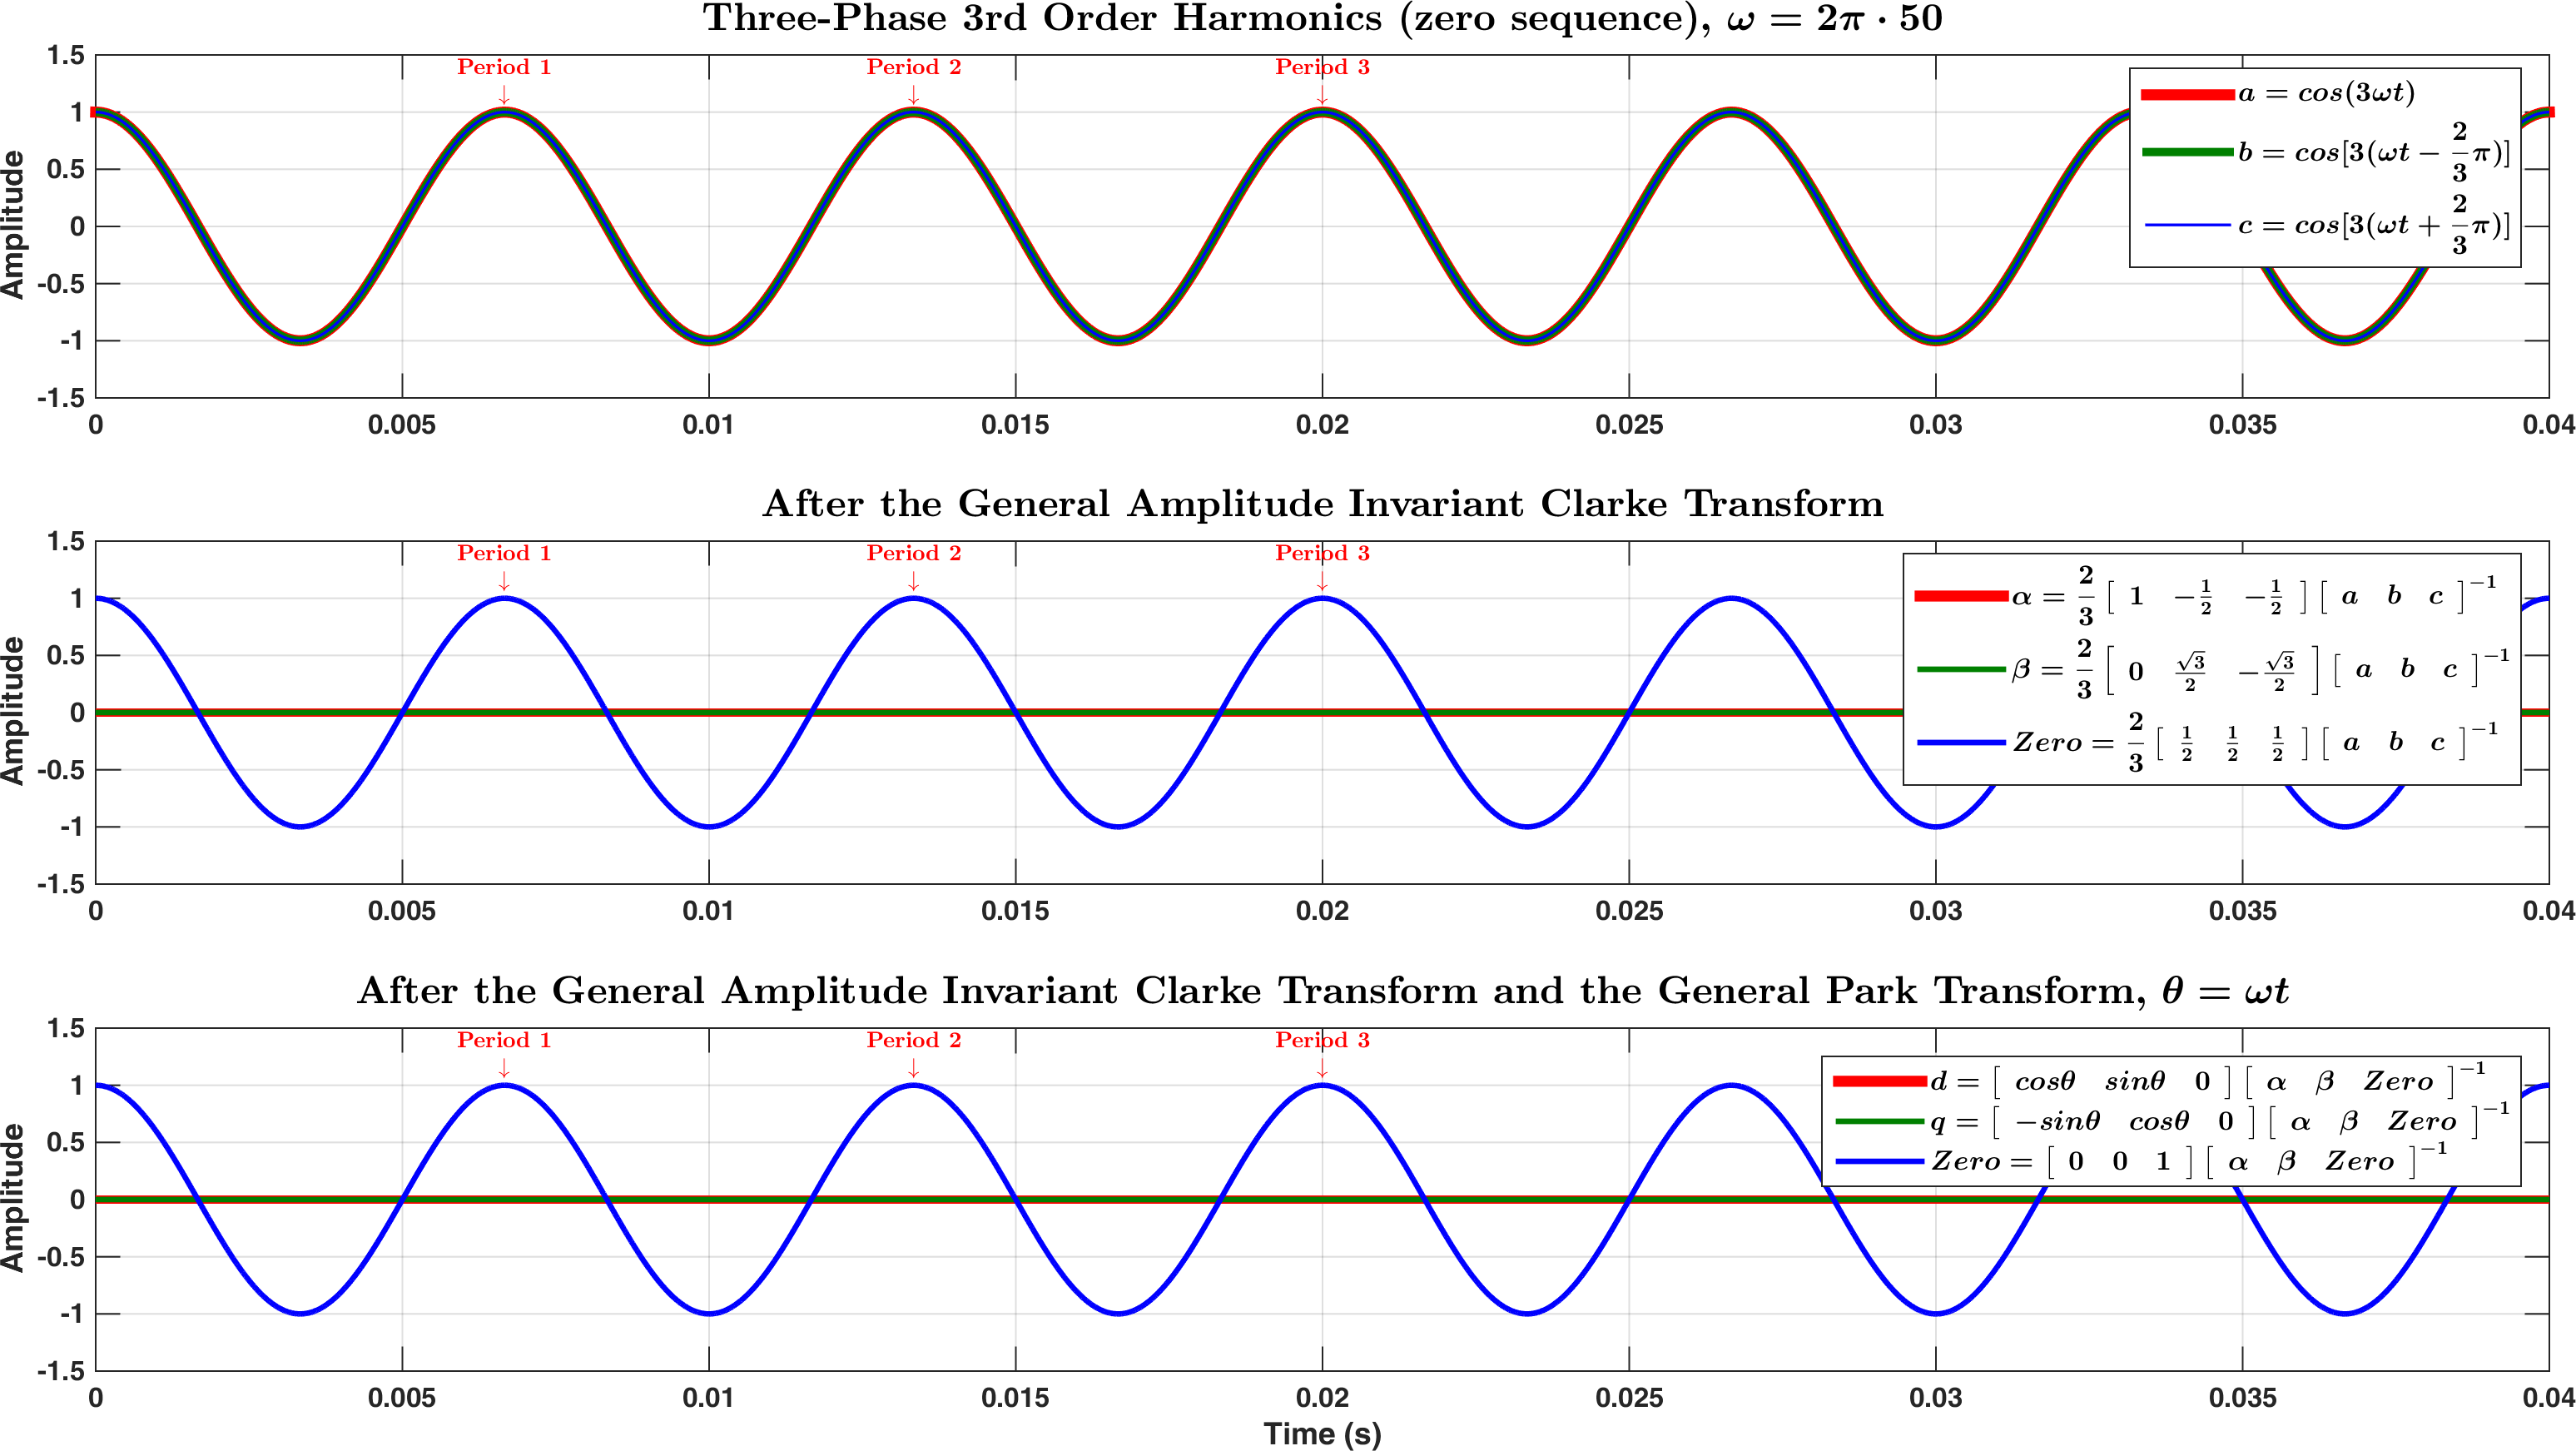 Three-Phase 3rd Order Harmonics (zero sequence), ω = 2π · 50
Amplitude
1.5
1
0.5
0
-0.5
-1
-1.5
Period 1
Period 2
Period 3
a = cos(3ωt)
b = cos[3(ωt − 2/3 π)]
c = cos[3(ωt + 2/3 π)]
0 0.005 0.01 0.015 0.02 0.025 0.03 0.035 0.04
After the General Amplitude Invariant Clarke Transform
Amplitude
1.5
1
0.5
0
-0.5
-1
-1.5
Period 1
Period 2
Period 3
α = 2/3 [ 1 −1/2 −1/2 ] [ a b c ]⁻¹
β = 2/3 [ 0 √3/2 −√3/2 ] [ a b c ]⁻¹
Zero = 2/3 [ 1/2 1/2 1/2 ] [ a b c ]⁻¹
0 0.005 0.01 0.015 0.02 0.025 0.03 0.035 0.04
After the General Amplitude Invariant Clarke Transform and the General Park Transform, θ = ωt
Amplitude
1.5
1
0.5
0
-0.5
-1
-1.5
Period 1
Period 2
Period 3
d = [ cosθ sinθ 0 ] [ α β Zero ]⁻¹
q = [ −sinθ cosθ 0 ] [ α β Zero ]⁻¹
Zero = [ 0 0 1 ] [ α β Zero ]⁻¹
0 0.005 0.01 0.015 0.02 0.025 0.03 0.035 0.04
Time (s)